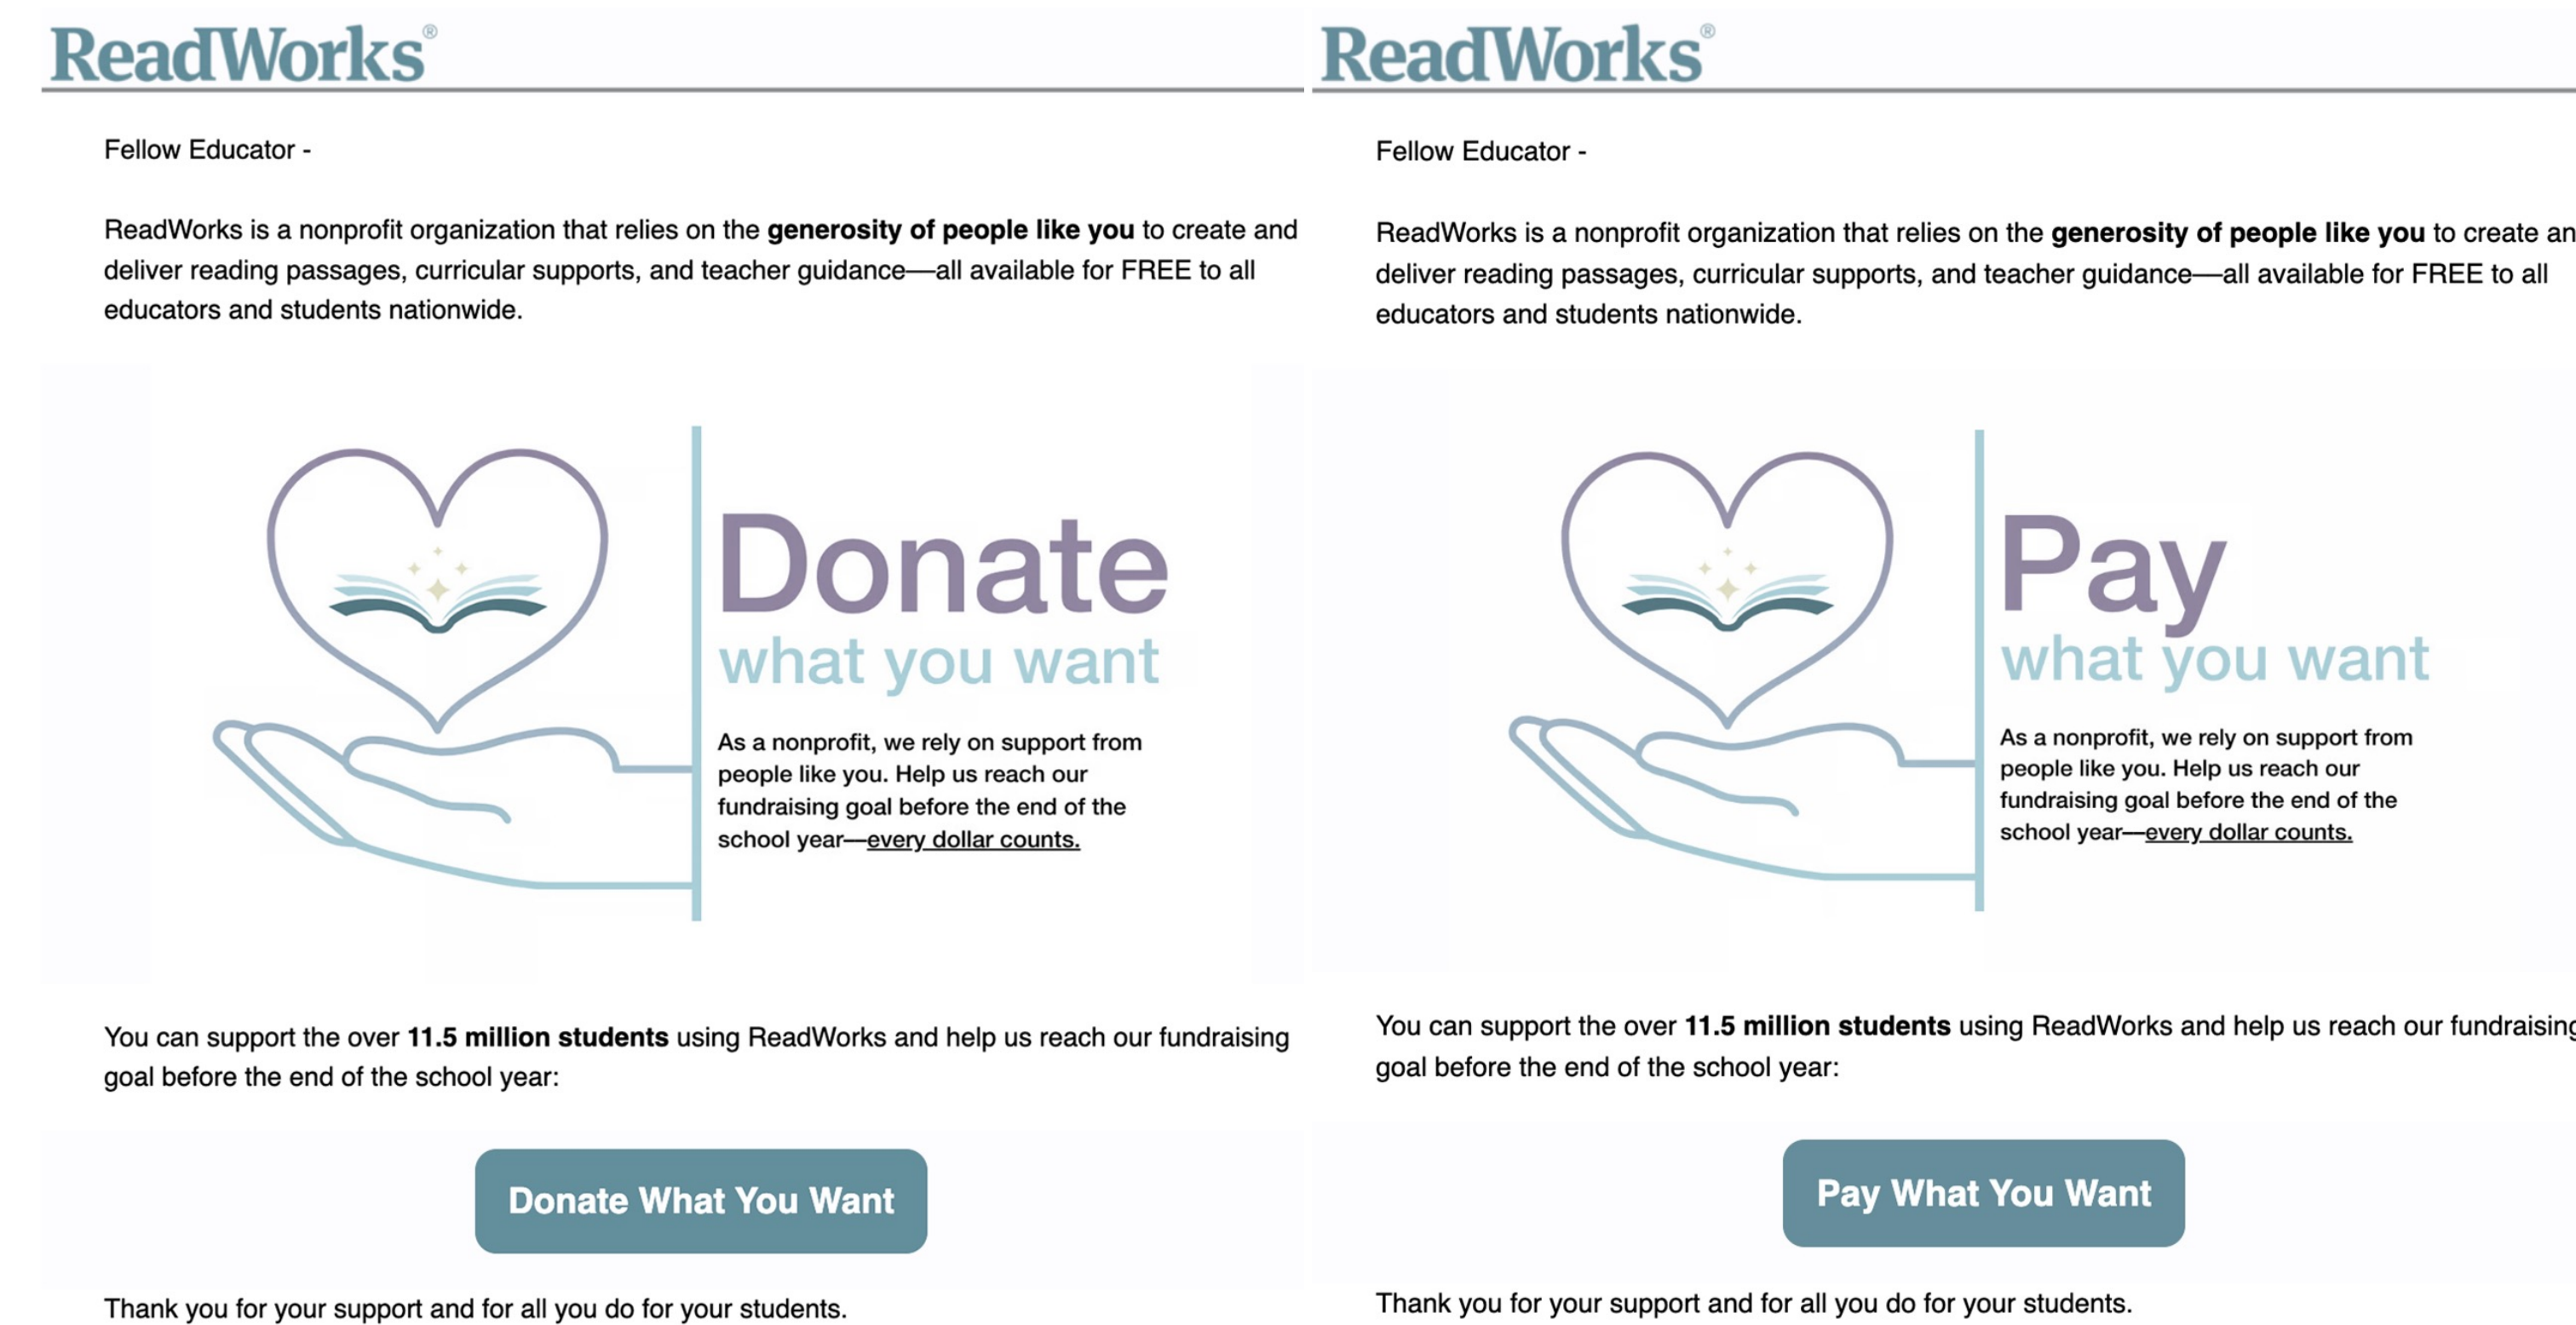 ReadWorks®
Fellow Educator -
ReadWorks is a nonprofit organization that relies on the generosity of people like you to create and
deliver reading passages, curricular supports, and teacher guidance—all available for FREE to all
educators and students nationwide.
Donate
what you want
As a nonprofit, we rely on support from
people like you. Help us reach our
fundraising goal before the end of the
school year—every dollar counts.
You can support the over 11.5 million students using ReadWorks and help us reach our fundraising
goal before the end of the school year:
Donate What You Want
Thank you for your support and for all you do for your students.
ReadWorks®
Fellow Educator -
ReadWorks is a nonprofit organization that relies on the generosity of people like you to create an
deliver reading passages, curricular supports, and teacher guidance—all available for FREE to all
educators and students nationwide.
Pay
what you want
As a nonprofit, we rely on support from
people like you. Help us reach our
fundraising goal before the end of the
school year—every dollar counts.
You can support the over 11.5 million students using ReadWorks and help us reach our fundraising
goal before the end of the school year:
Pay What You Want
Thank you for your support and for all you do for your students.